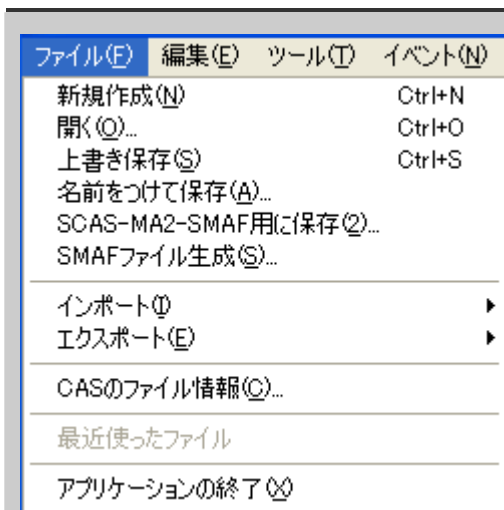 ファイル(F) 編集(E) ツール(T) イベント(N)
新規作成(N) Ctrl+N
開く(O)... Ctrl+O
上書き保存(S) Ctrl+S
名前をつけて保存(A)...
SCAS-MA2-SMAF用に保存(2)...
SMAFファイル生成(S)...
インポート(I)
エクスポート(E)
CASのファイル情報(C)...
最近使ったファイル
アプリケーションの終了(X)